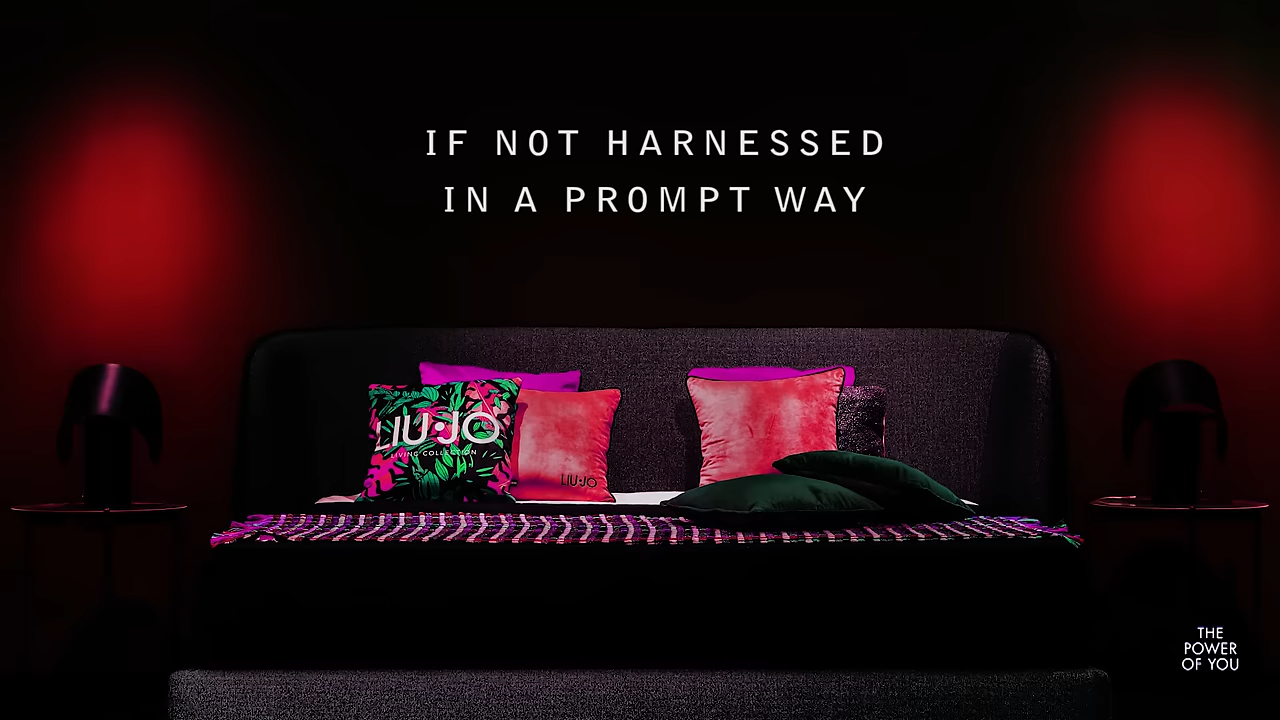 IF NOT HARNESSED
IN A PROMPT WAY
LIU·JO
LIVING COLLECTION
LIU·JO
THE
POWER
OF YOU